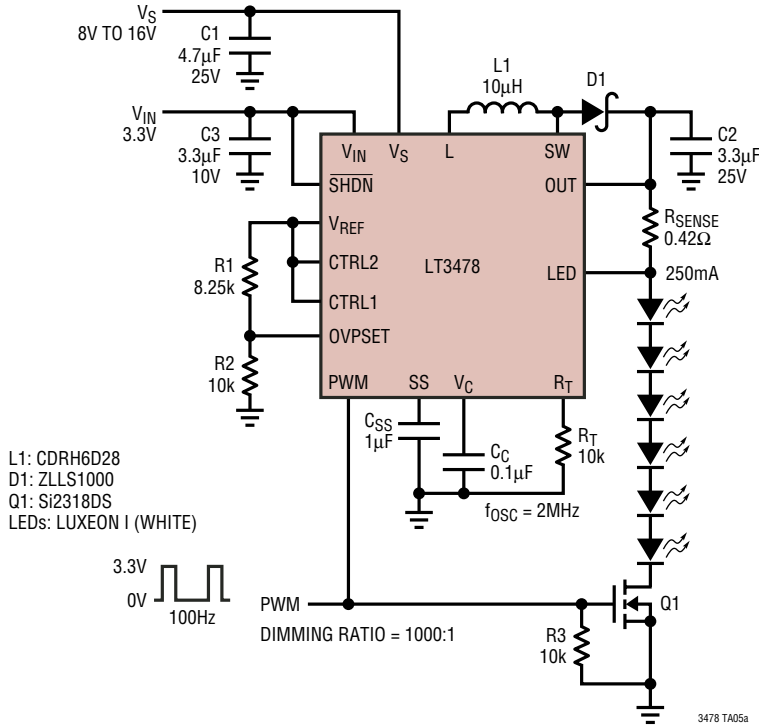 VS
8V TO 16V
C1
4.7µF
25V
VIN
3.3V
C3
3.3µF
10V
L1
10µH
D1
C2
3.3µF
25V
VIN
VS
L
SW
SHDN
OUT
VREF
CTRL2
CTRL1
OVPSET
LT3478
LED
RSENSE
0.42Ω
250mA
R1
8.25k
R2
10k
PWM
SS
VC
RT
CSS
1µF
CC
0.1µF
RT
10k
fOSC = 2MHz
L1: CDRH6D28
D1: ZLLS1000
Q1: Si2318DS
LEDs: LUXEON I (WHITE)
3.3V
0V
100Hz
PWM
DIMMING RATIO = 1000:1
R3
10k
Q1
3478 TA05a